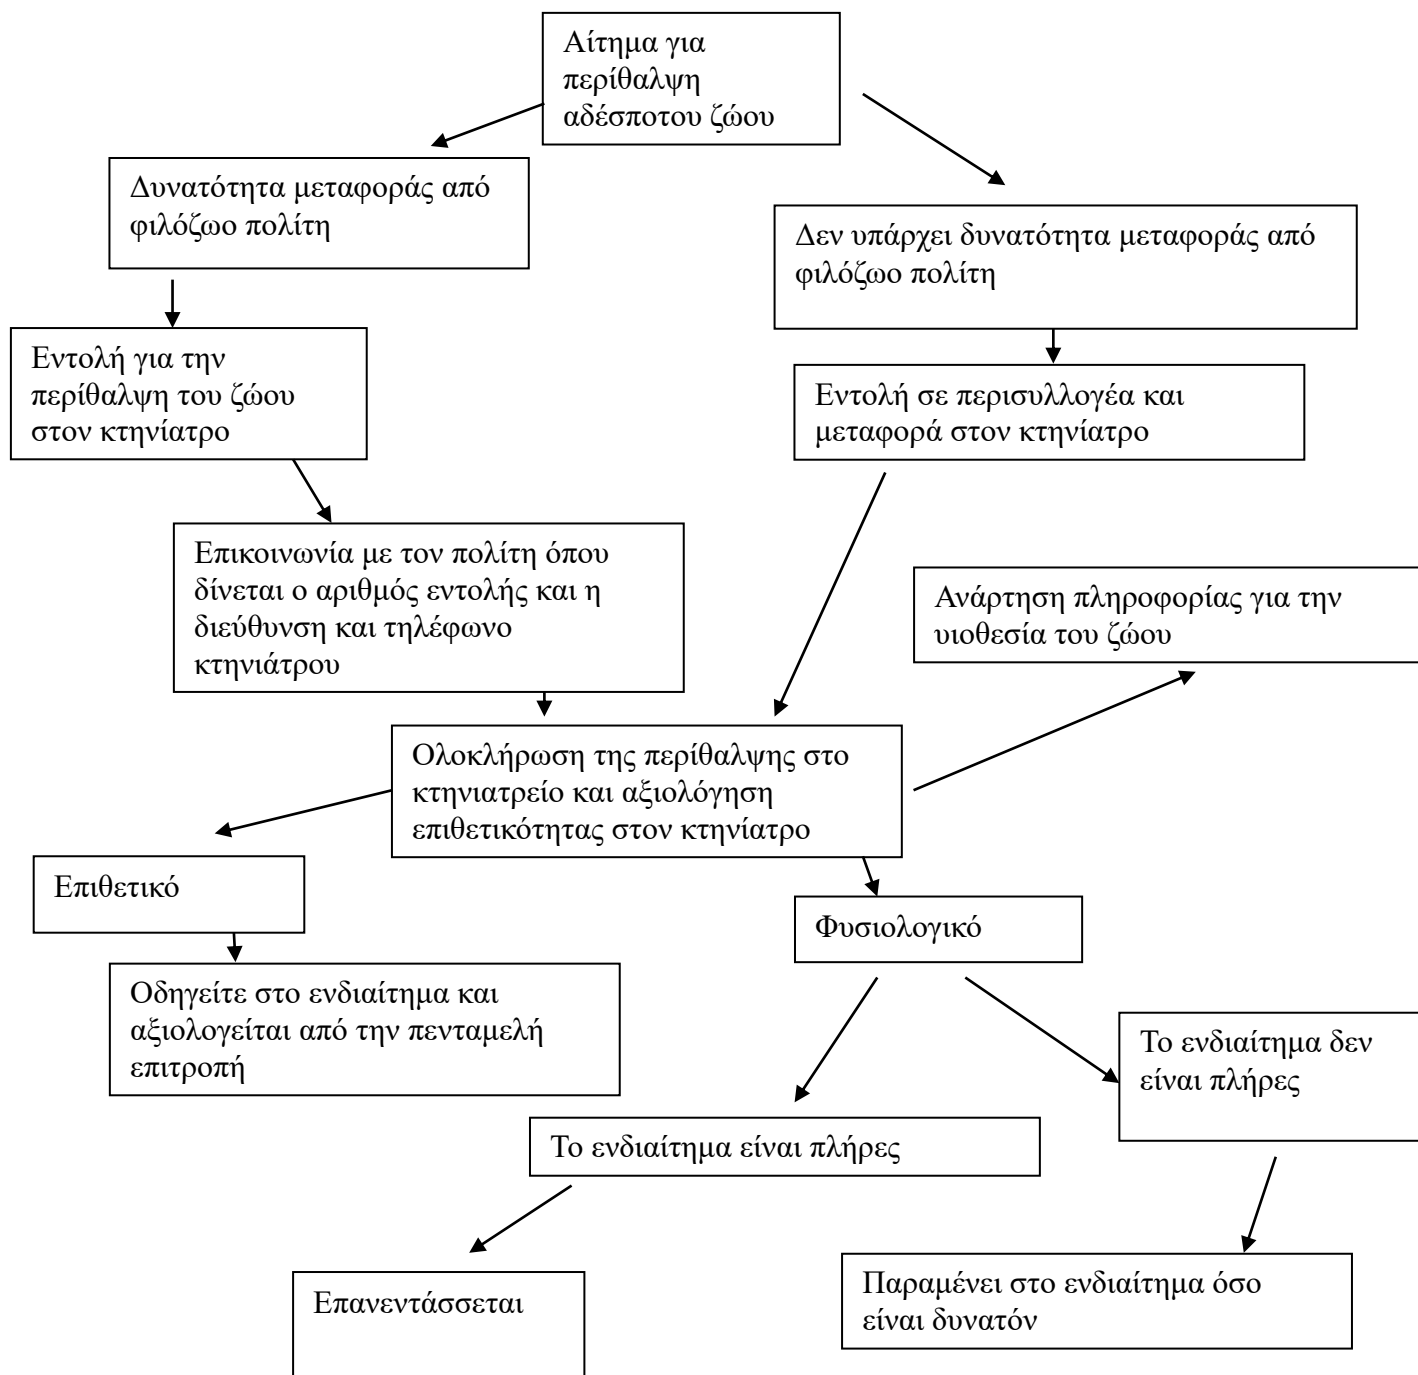 Αίτημα για
περίθαλψη
αδέσποτου ζώου
Δυνατότητα μεταφοράς από
φιλόζωο πολίτη
Δεν υπάρχει δυνατότητα μεταφοράς από
φιλόζωο πολίτη
Εντολή για την
περίθαλψη του ζώου
στον κτηνίατρο
Εντολή σε περισυλλογέα και
μεταφορά στον κτηνίατρο
Επικοινωνία με τον πολίτη όπου
δίνεται ο αριθμός εντολής και η
διεύθυνση και τηλέφωνο
κτηνιάτρου
Ανάρτηση πληροφορίας για την
υιοθεσία του ζώου
Ολοκλήρωση της περίθαλψης στο
κτηνιατρείο και αξιολόγηση
επιθετικότητας στον κτηνίατρο
Επιθετικό
Φυσιολογικό
Οδηγείτε στο ενδιαίτημα και
αξιολογείται από την πενταμελή
επιτροπή
Το ενδιαίτημα δεν
είναι πλήρες
Το ενδιαίτημα είναι πλήρες
Επανεντάσσεται
Παραμένει στο ενδιαίτημα όσο
είναι δυνατόν